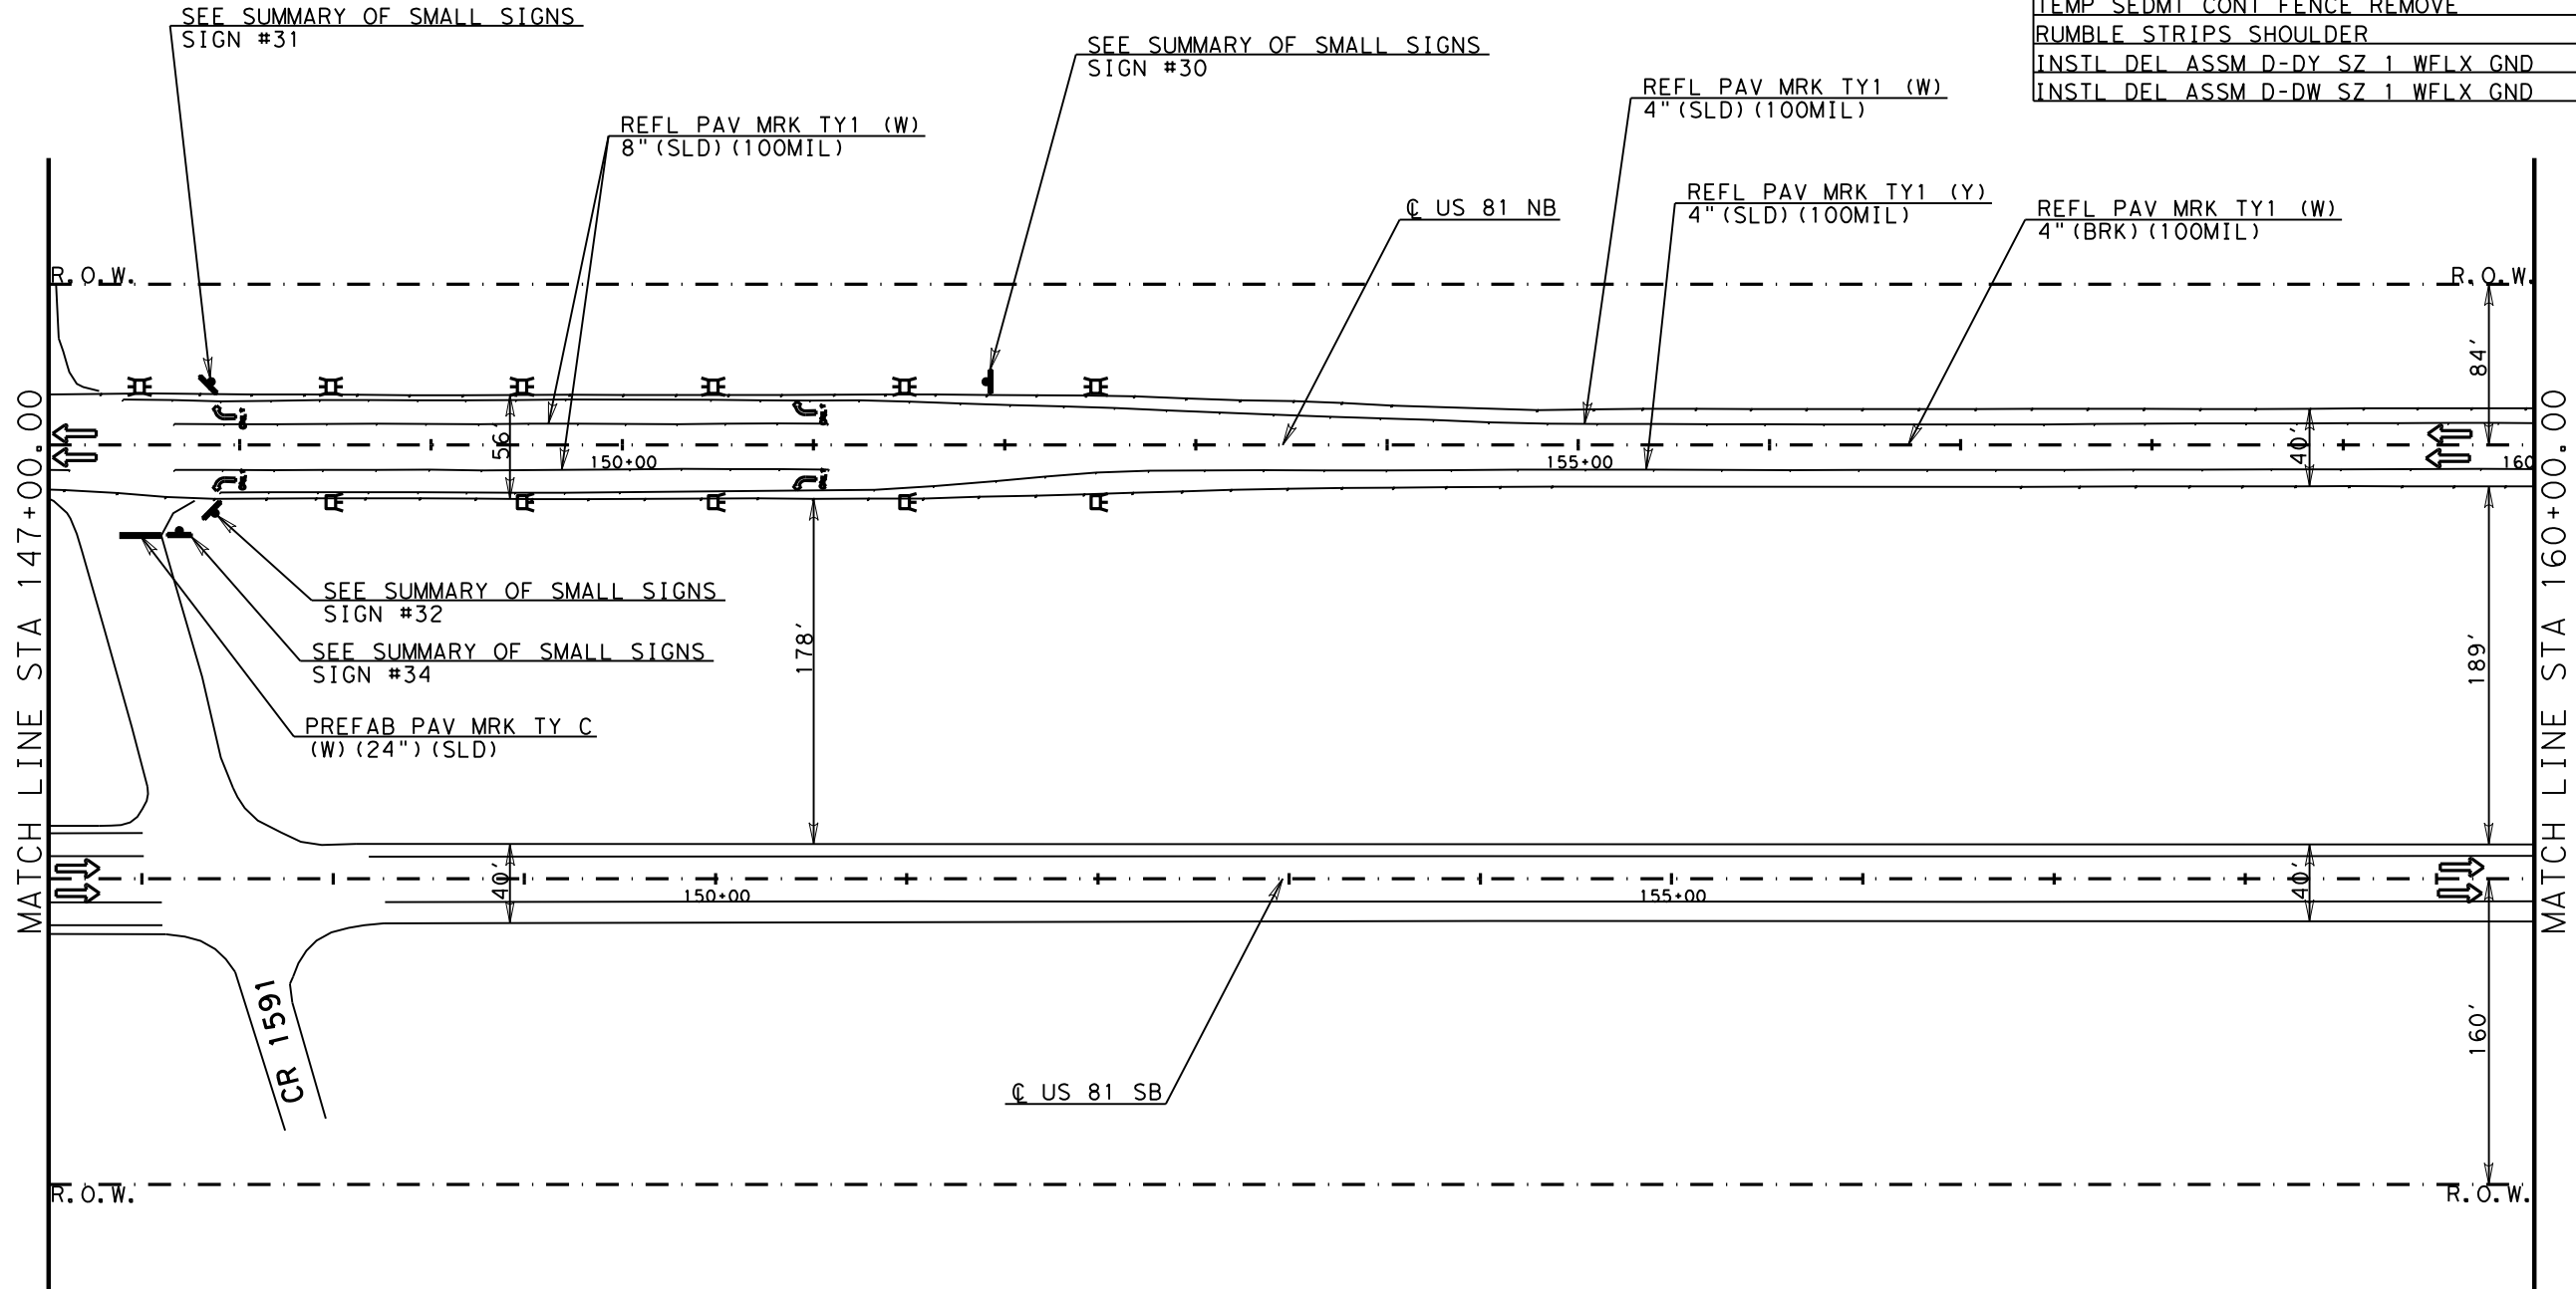 SEE SUMMARY OF SMALL SIGNS
SIGN #31
TEMP SEDMT CONT FENCE REMOVE
RUMBLE STRIPS SHOULDER
INSTL DEL ASSM D-DY SZ 1 WFLX GND
INSTL DEL ASSM D-DW SZ 1 WFLX GND
SEE SUMMARY OF SMALL SIGNS
SIGN #30
REFL PAV MRK TY1 (W)
4"(SLD)(100MIL)
REFL PAV MRK TY1 (W)
8"(SLD)(100MIL)
REFL PAV MRK TY1 (Y)
4"(SLD)(100MIL)
℄ US 81 NB
REFL PAV MRK TY1 (W)
4"(BRK)(100MIL)
R.O.W.
R.O.W.
84'
MATCH LINE STA 147+00.00
MATCH LINE STA 160+00.00
56'
40'
150+00
155+00
160
SEE SUMMARY OF SMALL SIGNS
SIGN #32
SEE SUMMARY OF SMALL SIGNS
SIGN #34
178'
189'
PREFAB PAV MRK TY C
(W)(24")(SLD)
40'
40'
150+00
155+00
CR 1591
160'
℄ US 81 SB
R.O.W.
R.O.W.